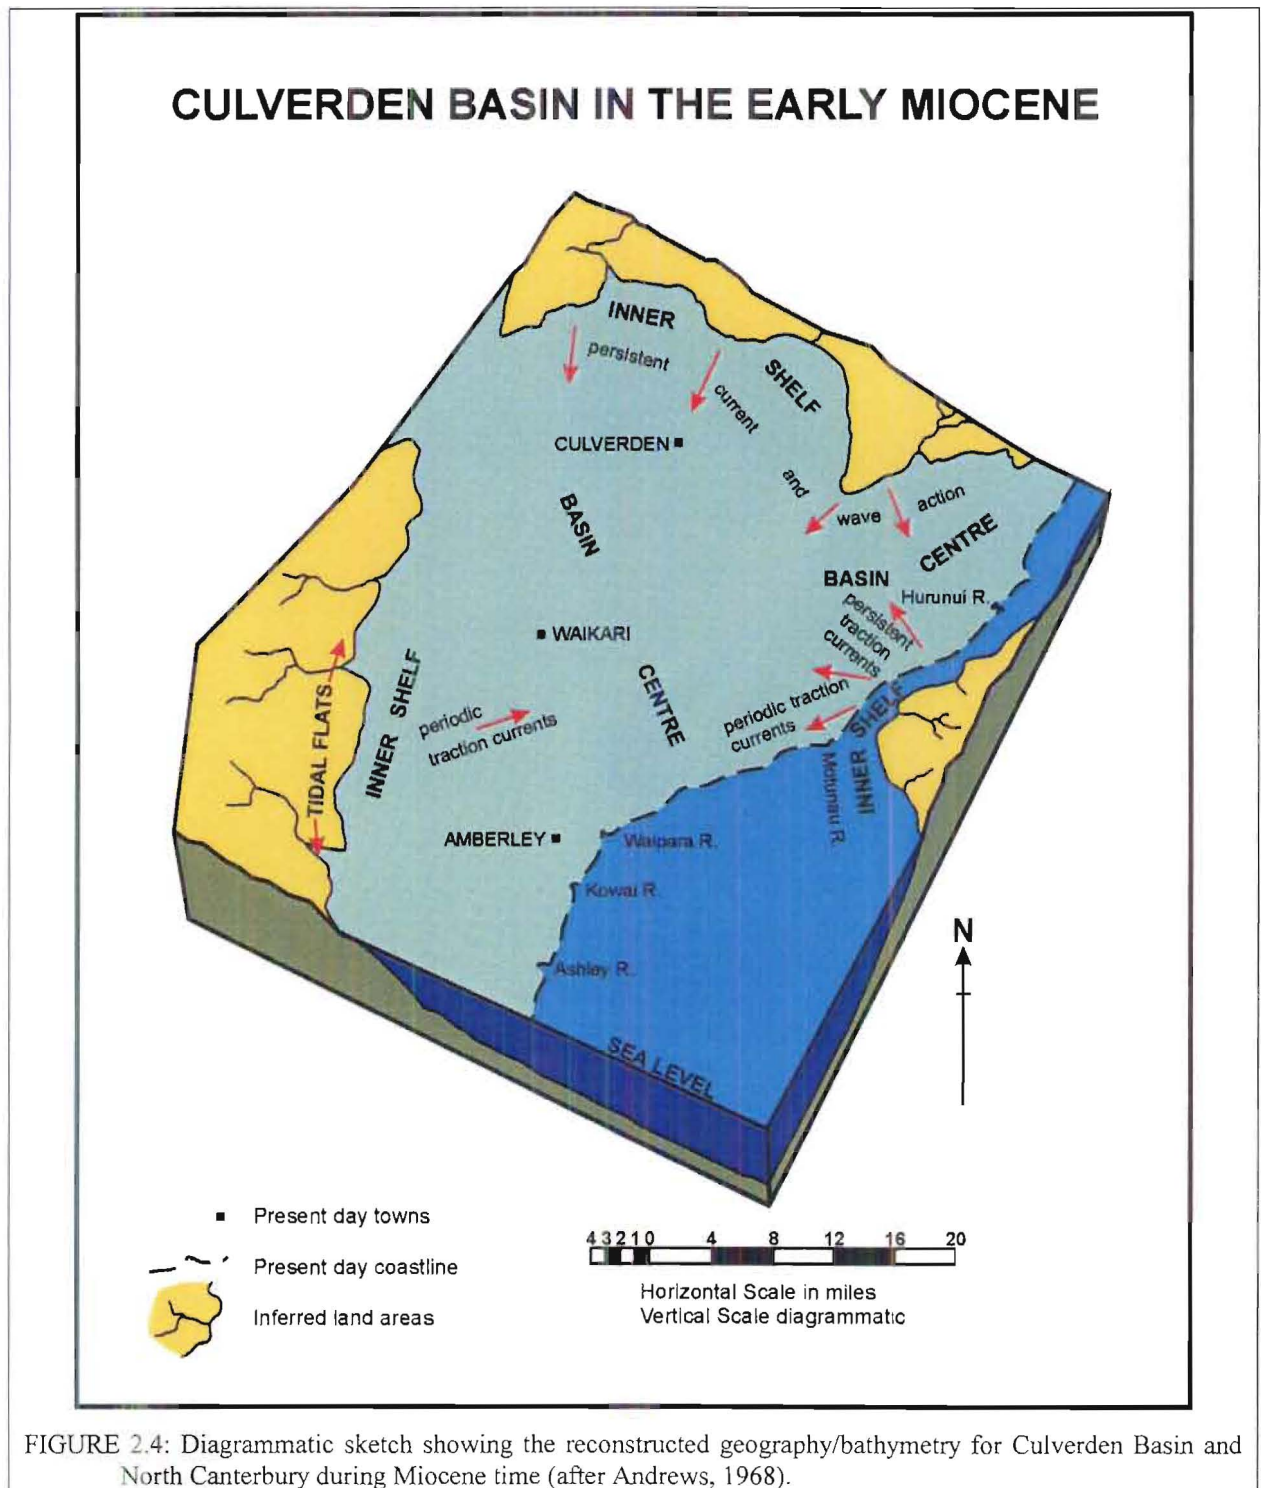 CULVERDEN BASIN IN THE EARLY MIOCENE
INNER
SHELF
persistent
current
and
wave
action
CULVERDEN
BASIN
CENTRE
BASIN
CENTRE
Hurunui R.
persistent
traction
currents
WAIKARI
periodic traction
currents
INNER SHELF
Motunau R.
TIDAL FLATS
INNER SHELF
periodic
traction currents
AMBERLEY
Waipara R.
Kowai R.
Ashley R.
SEA LEVEL
N
Present day towns
Present day coastline
Inferred land areas
4 3 2 1 0 4 8 12 16 20
Horizontal Scale in miles
Vertical Scale diagrammatic
FIGURE 2.4: Diagrammatic sketch showing the reconstructed geography/bathymetry for Culverden Basin and
North Canterbury during Miocene time (after Andrews, 1968).